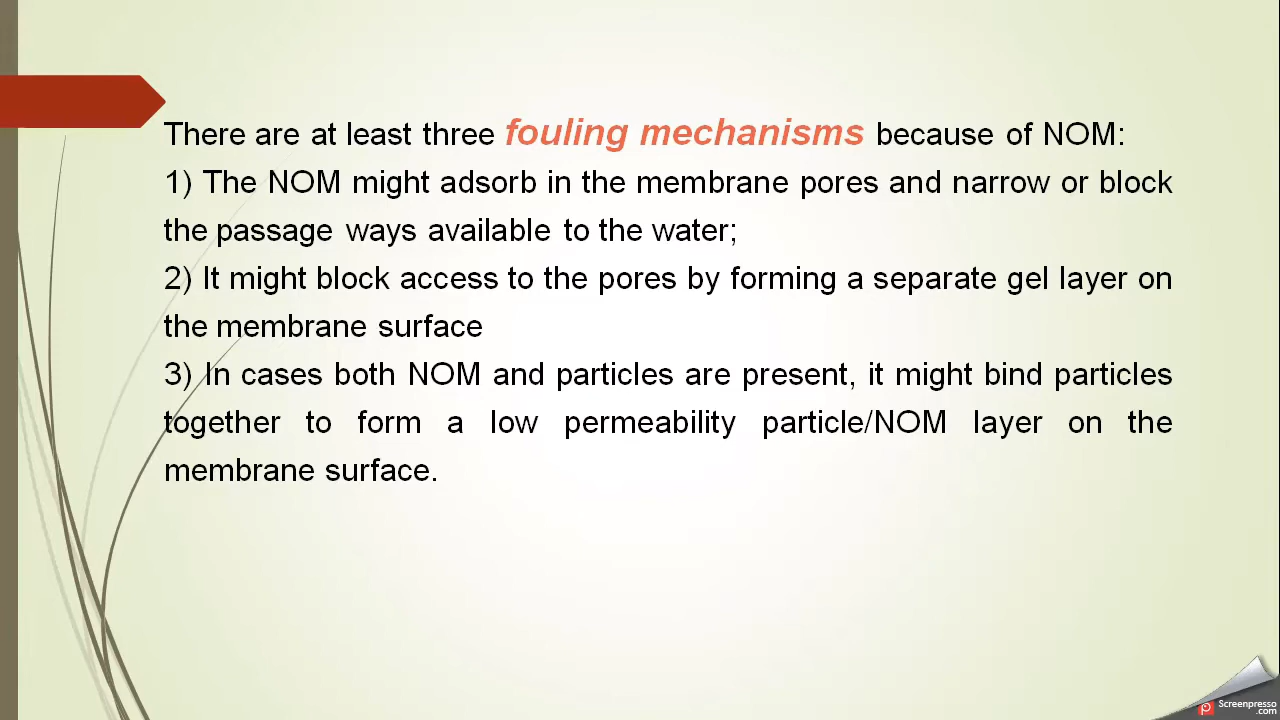 There are at least three fouling mechanisms because of NOM:
1) The NOM might adsorb in the membrane pores and narrow or block
the passage ways available to the water;
2) It might block access to the pores by forming a separate gel layer on
the membrane surface
3) In cases both NOM and particles are present, it might bind particles
together to form a low permeability particle/NOM layer on the
membrane surface.
Screenpresso
.com